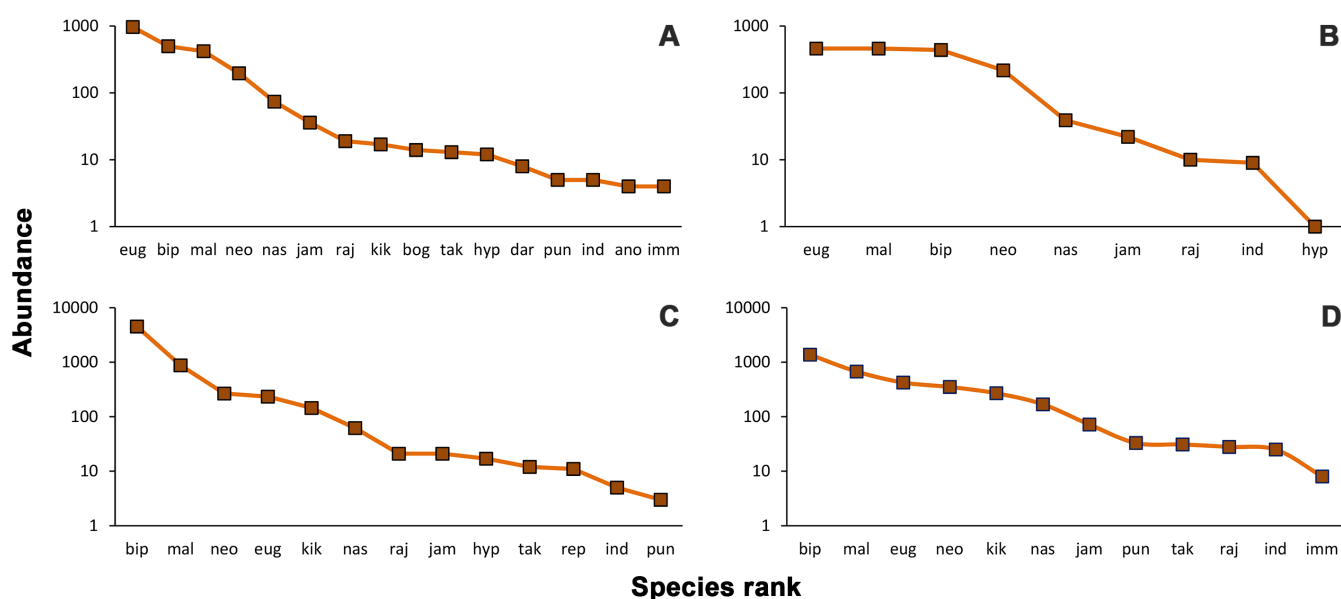 A
1000
100
10
1
eug bip mal neo nas jam raj kik bog tak hyp dar pun ind ano imm
B
1000
100
10
1
eug mal bip neo nas jam raj ind hyp
Abundance
C
10000
1000
100
10
1
bip mal neo eug kik nas raj jam hyp tak rep ind pun
D
10000
1000
100
10
1
bip mal eug neo kik nas jam pun tak raj ind imm
Species rank